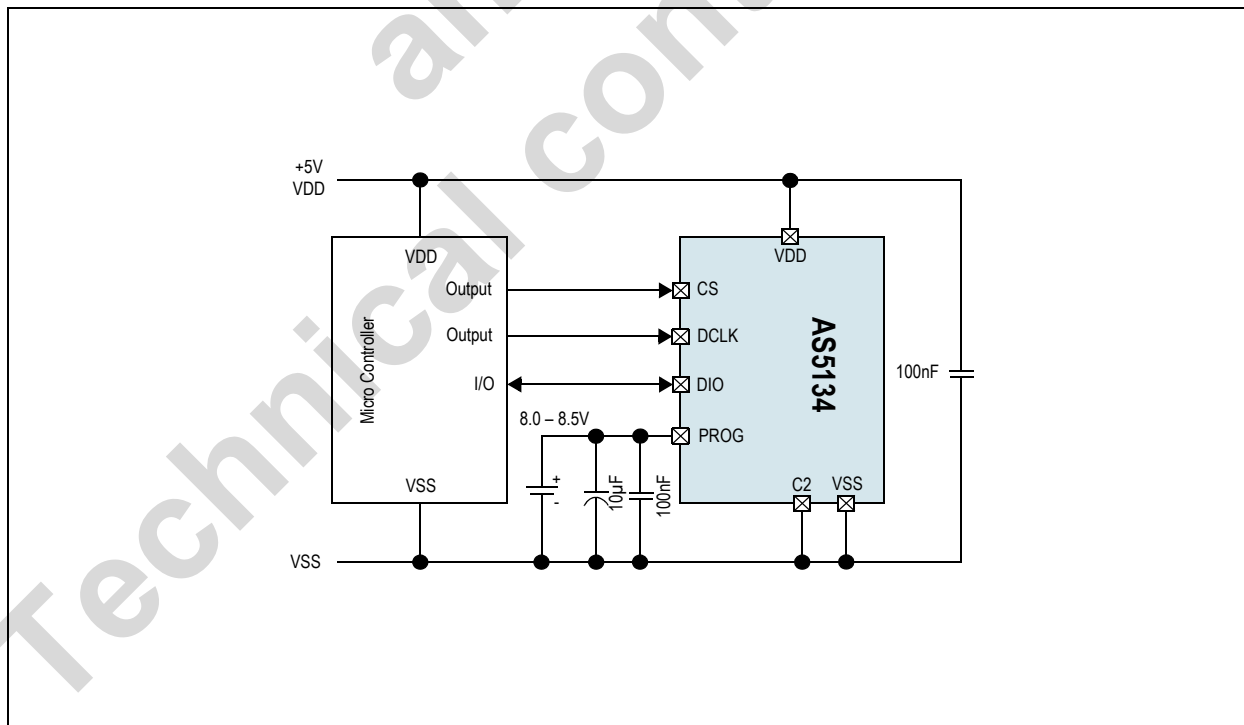 Technical cont
+5V
VDD
VDD
VDD
Output
CS
Output
DCLK
Micro Controller
AS5134
100nF
I/O
DIO
8.0 – 8.5V
PROG
+
-
10µF
100nF
VSS
C2
VSS
VSS